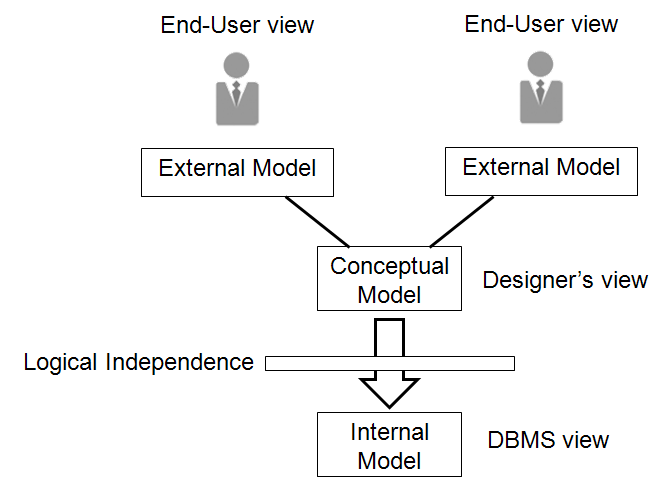 End-User view
End-User view
External Model
External Model
Conceptual
Model
Designer’s view
Logical Independence
Internal
Model
DBMS view